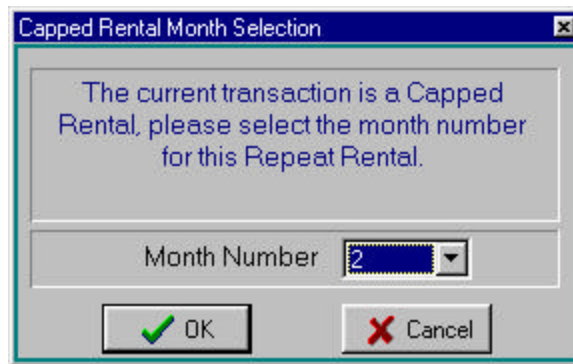 Capped Rental Month Selection
The current transaction is a Capped
Rental, please select the month number
for this Repeat Rental.
Month Number 2
OK Cancel